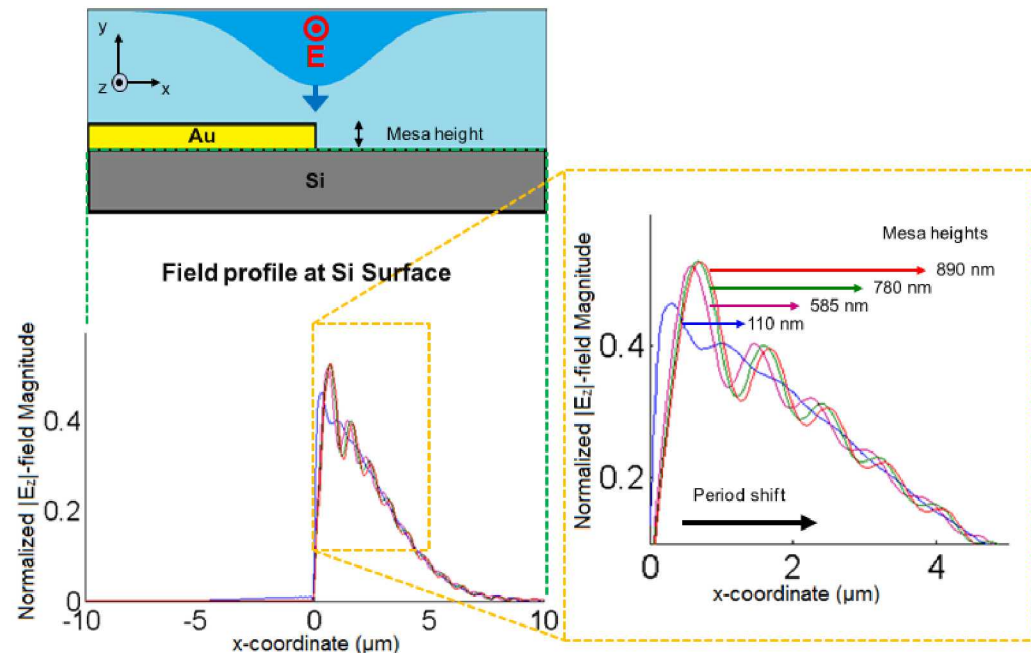 y
E
z
x
Au
Mesa height
Si
Field profile at Si Surface
Normalized |Ez|-field Magnitude
0.4
0.2
0
-10
-5
0
5
10
x-coordinate (µm)
Mesa heights
890 nm
780 nm
585 nm
110 nm
Normalized |Ez|-field Magnitude
0.4
0.2
Period shift
0
2
4
x-coordinate (µm)